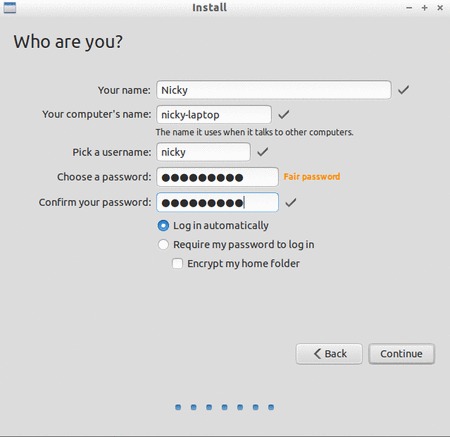 Install
Who are you?
Your name: Nicky
Your computer's name: nicky-laptop
The name it uses when it talks to other computers.
Pick a username: nicky
Choose a password: ●●●●●●●●● Fair password
Confirm your password: ●●●●●●●●●
Log in automatically
Require my password to log in
Encrypt my home folder
Back Continue